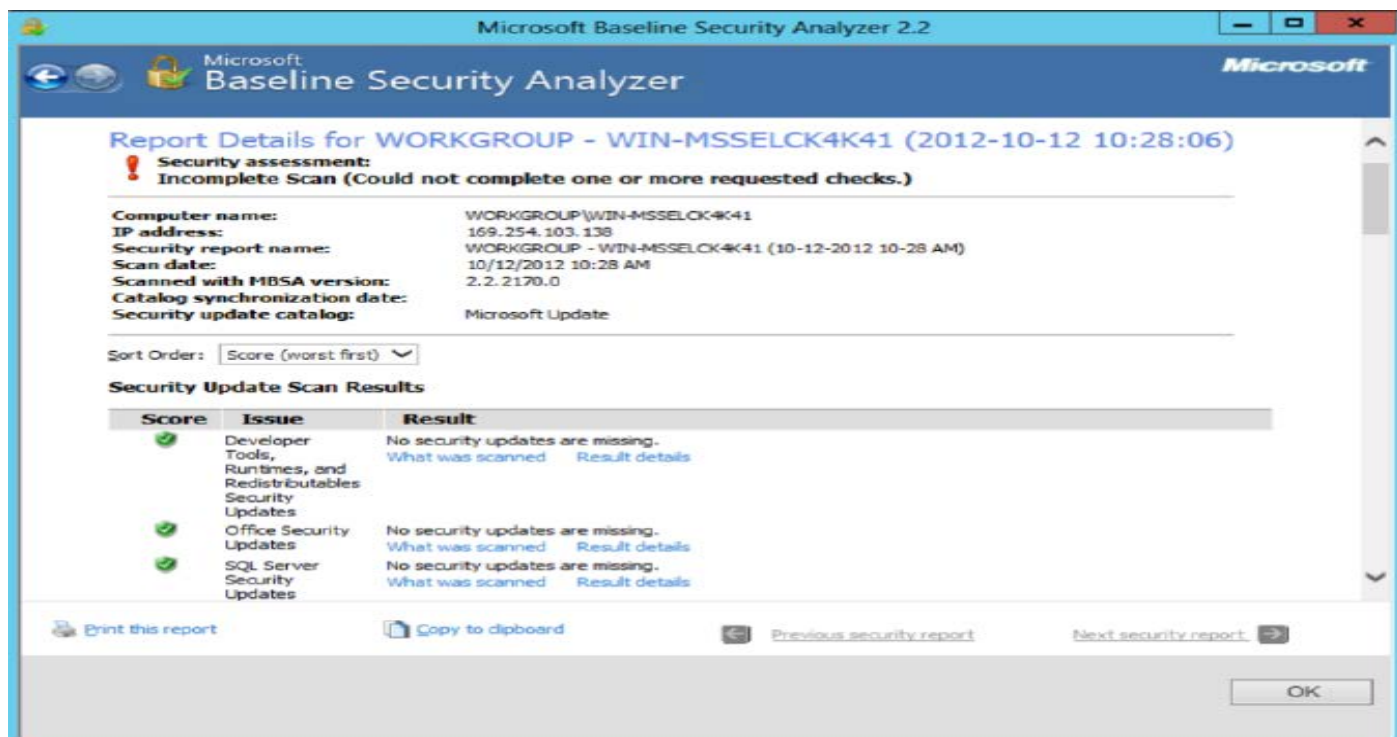 Microsoft Baseline Security Analyzer 2.2
Microsoft
Baseline Security Analyzer
Microsoft
Report Details for WORKGROUP - WIN-MSSELCK4K41 (2012-10-12 10:28:06)
Security assessment:
Incomplete Scan (Could not complete one or more requested checks.)
Computer name: WORKGROUP\WIN-MSSELCK4K41
IP address: 169.254.103.138
Security report name: WORKGROUP - WIN-MSSELCK4K41 (10-12-2012 10-28 AM)
Scan date: 10/12/2012 10:28 AM
Scanned with MBSA version: 2.2.2170.0
Catalog synchronization date:
Security update catalog: Microsoft Update
Sort Order: Score (worst first)
Security Update Scan Results
Score Issue Result
Developer No security updates are missing.
Tools, What was scanned Result details
Runtimes, and
Redistributables
Security
Updates
Office Security No security updates are missing.
Updates What was scanned Result details
SQL Server No security updates are missing.
Security What was scanned Result details
Updates
Print this report Copy to clipboard Previous security report Next security report
OK